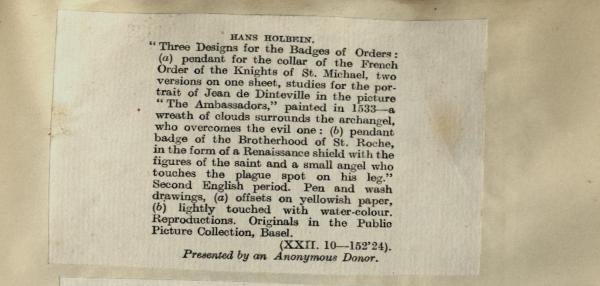 HANS HOLBEIN.
"Three Designs for the Badges of Orders:
(a) pendant for the collar of the French
Order of the Knights of St. Michael, two
versions on one sheet, studies for the por-
trait of Jean de Dinteville in the picture
"The Ambassadors," painted in 1533—a
wreath of clouds surrounds the archangel,
who overcomes the evil one: (b) pendant
badge of the Brotherhood of St. Roche,
in the form of a Renaissance shield with the
figures of the saint and a small angel who
touches the plague spot on his leg."
Second English period. Pen and wash
drawings, (a) offsets on yellowish paper,
(b) lightly touched with water-colour.
Reproductions. Originals in the Public
Picture Collection, Basel.
(XXII. 10—152'24).
Presented by an Anonymous Donor.